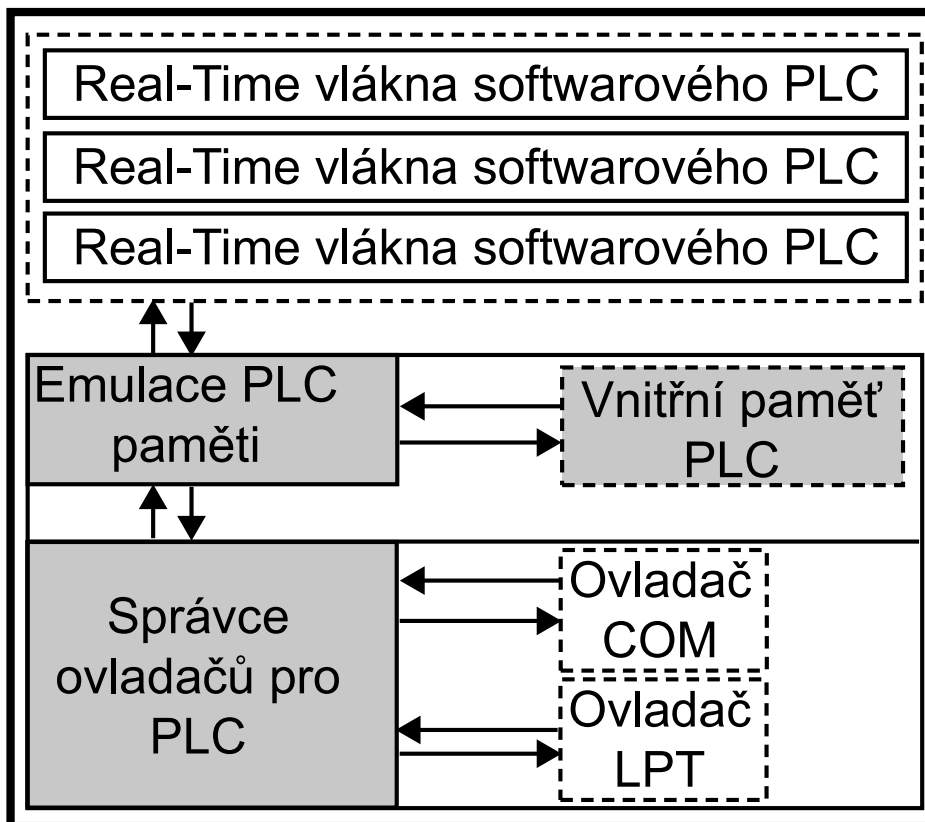 Real-Time vlákna softwarového PLC
Real-Time vlákna softwarového PLC
Real-Time vlákna softwarového PLC
Emulace PLC
paměti
Vnitřní paměť
PLC
Správce
ovladačů pro
PLC
Ovladač
COM
Ovladač
LPT